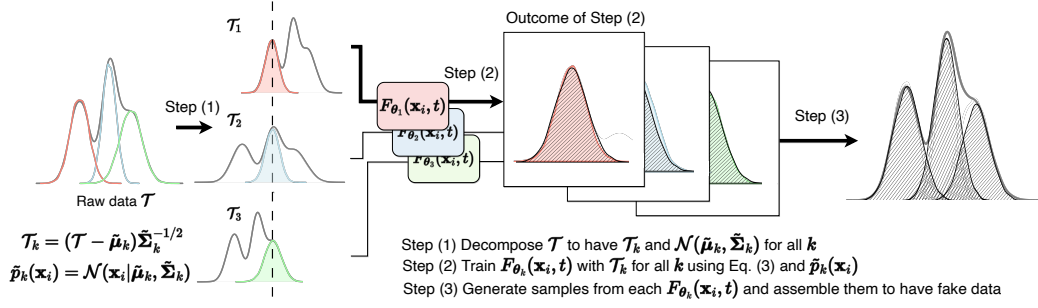 𝒯₁
Outcome of Step (2)
Step (2)
F_θ₁(x_i, t)
Step (1)
𝒯₂
F_θ₂(x_i, t)
Step (3)
F_θ₃(x_i, t)
Raw data 𝒯
𝒯₃
𝒯_k = (𝒯 − μ̃_k)Σ̃_k^{−1/2}
p̃_k(x_i) = 𝒩(x_i|μ̃_k, Σ̃_k)
Step (1) Decompose 𝒯 to have 𝒯_k and 𝒩(μ̃_k, Σ̃_k) for all k
Step (2) Train F_θ_k(x_i, t) with 𝒯_k for all k using Eq. (3) and p̃_k(x_i)
Step (3) Generate samples from each F_θ_k(x_i, t) and assemble them to have fake data